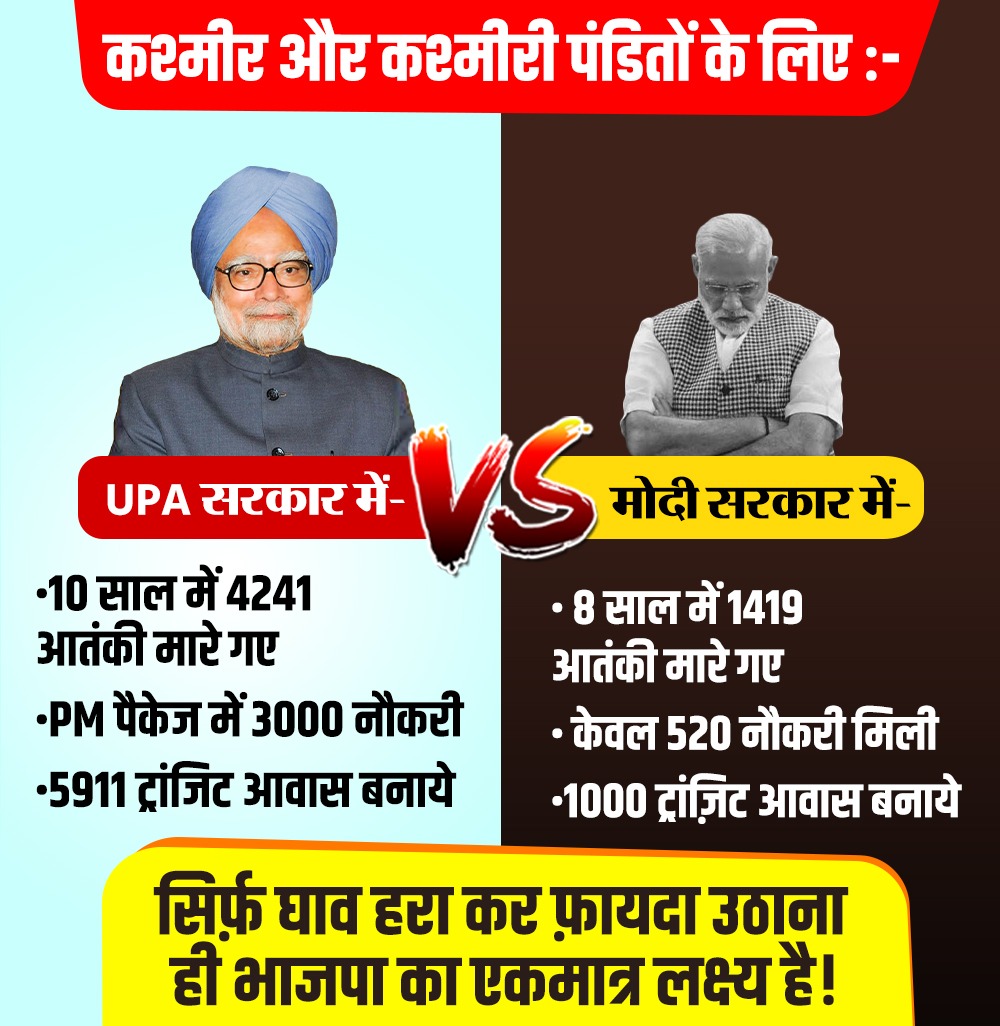 कश्मीर और कश्मीरी पंडितों के लिए :-
UPA सरकार में-
VS
मोदी सरकार में-
•10 साल में 4241
आतंकी मारे गए
•PM पैकेज में 3000 नौकरी
•5911 ट्रांजिट आवास बनाये
• 8 साल में 1419
आतंकी मारे गए
• केवल 520 नौकरी मिली
•1000 ट्रांज़िट आवास बनाये
सिर्फ़ घाव हरा कर फ़ायदा उठाना
ही भाजपा का एकमात्र लक्ष्य है!